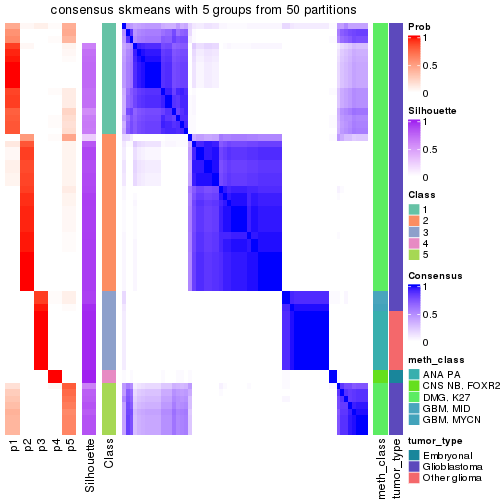 consensus skmeans with 5 groups from 50 partitions
Prob
1
0.5
0
Silhouette
1
0.5
0
Class
1
2
3
4
5
Consensus
1
0.5
0
meth_class
ANA PA
CNS NB. FOXR2
DMG. K27
GBM. MID
GBM. MYCN
tumor_type
Embryonal
Glioblastoma
Other glioma
p1
p2
p3
p4
p5
Silhouette
Class
meth_class
tumor_type